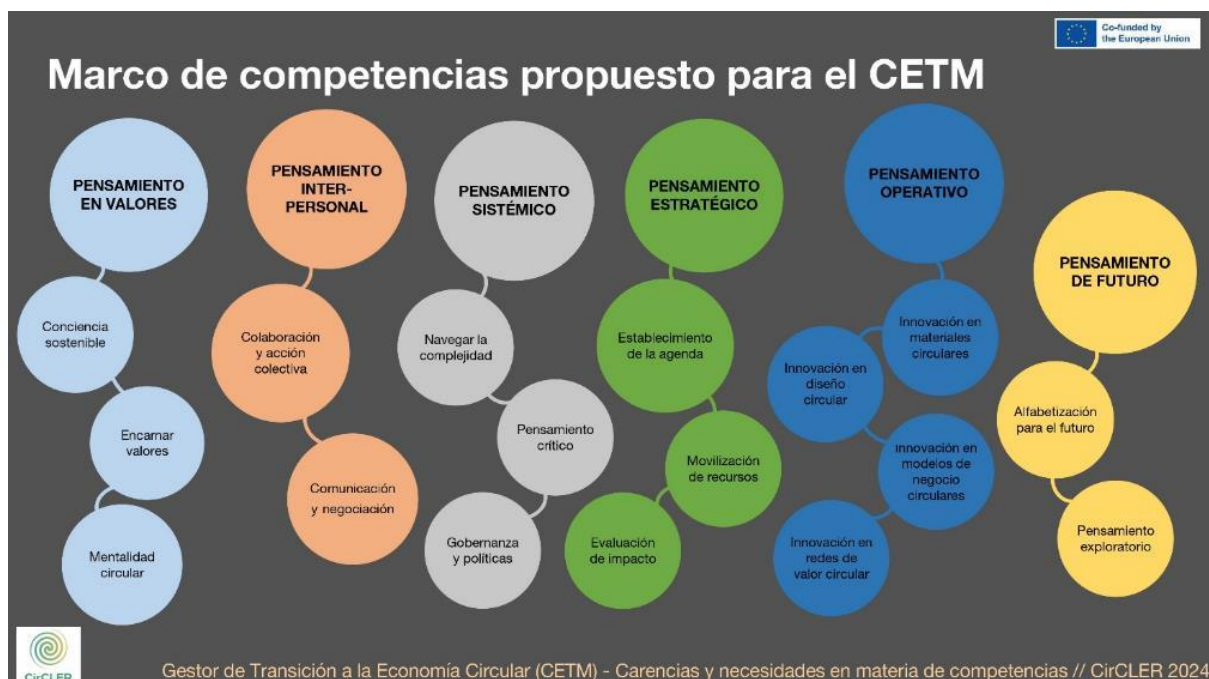 Co-funded by
the European Union
Marco de competencias propuesto para el CETM
PENSAMIENTO
EN VALORES
Conciencia
sostenible
Encarnar
valores
Mentalidad
circular
PENSAMIENTO
INTER-
PERSONAL
Colaboración
y acción
colectiva
Comunicación
y negociación
PENSAMIENTO
SISTÉMICO
Navegar la
complejidad
Pensamiento
crítico
Gobernanza
y políticas
PENSAMIENTO
ESTRATÉGICO
Establecimiento
de la agenda
Movilización
de recursos
Evaluación
de impacto
PENSAMIENTO
OPERATIVO
Innovación en
materiales
circulares
Innovación en
diseño
circular
Innovación en
modelos de
negocio
circulares
Innovación en
redes de
valor circular
PENSAMIENTO
DE FUTURO
Alfabetización
para el futuro
Pensamiento
exploratorio
CirCLER
Gestor de Transición a la Economía Circular (CETM) - Carencias y necesidades en materia de competencias // CirCLER 2024